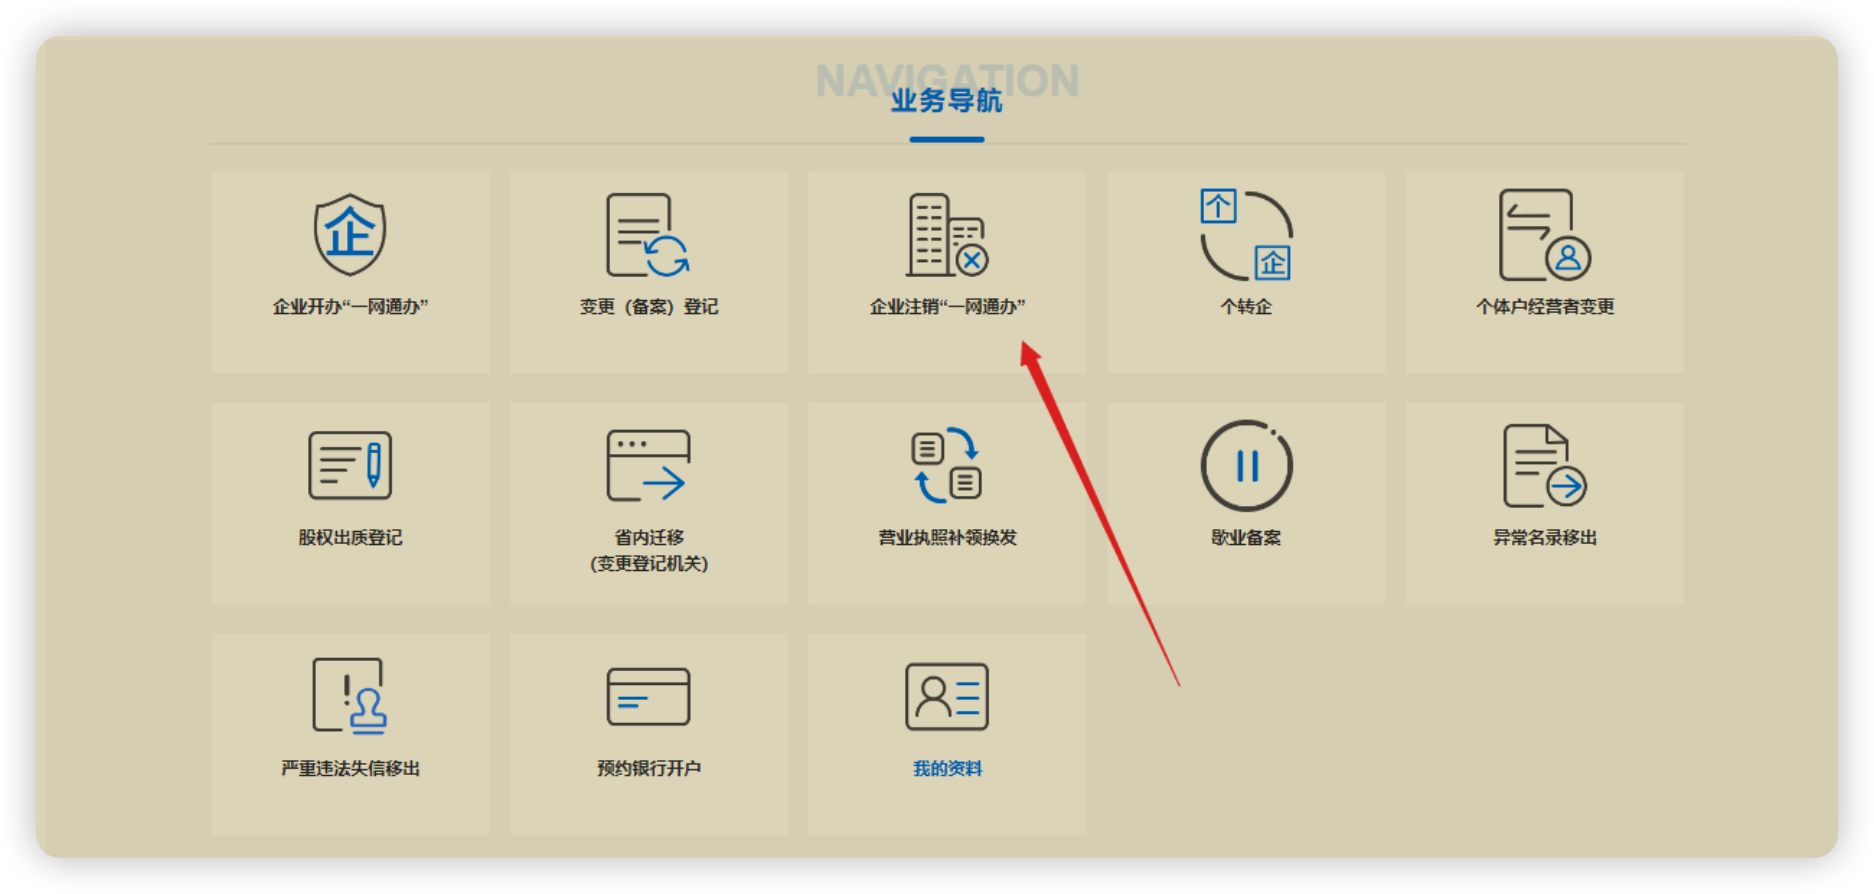 NAVIGATION
业务导航
企
企业开办“一网通办”
变更（备案）登记
企业注销“一网通办”
个
企
个转企
个体户经营者变更
股权出质登记
省内迁移
(变更登记机关)
营业执照补领换发
歇业备案
异常名录移出
严重违法失信移出
预约银行开户
我的资料